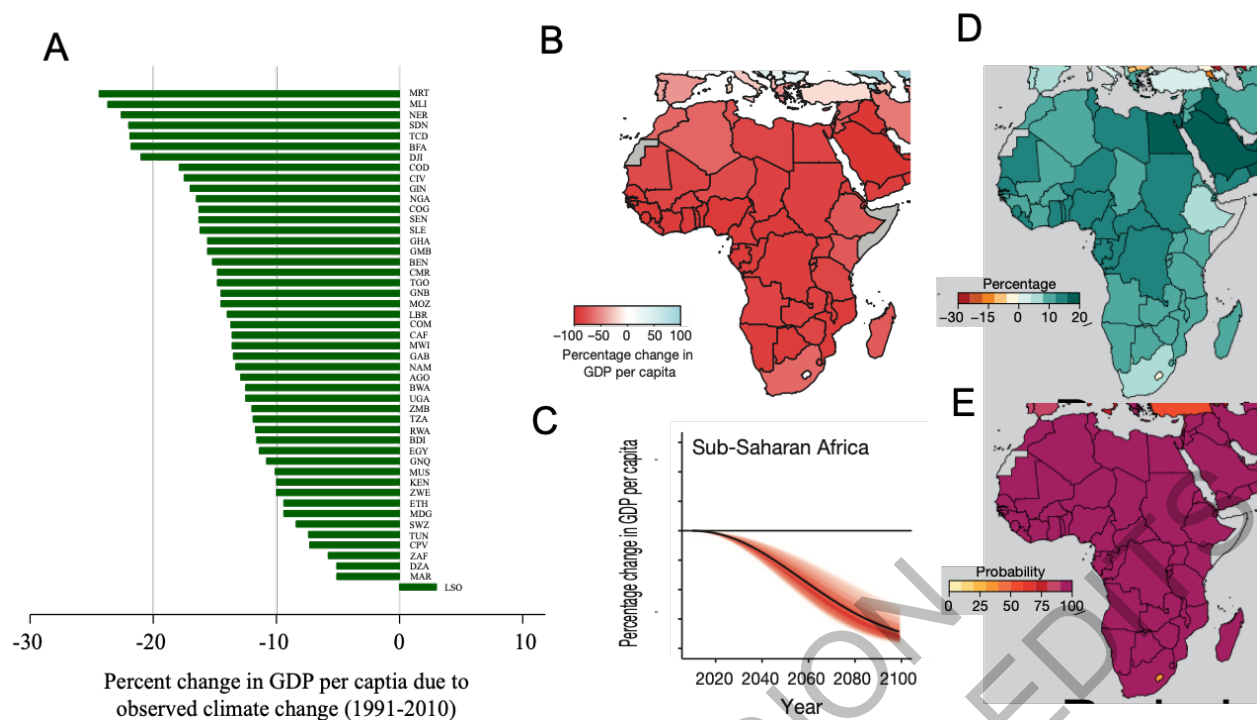 A
MRT
MLI
NER
SDN
TCD
BFA
DJI
COD
CIV
GIN
NGA
COG
SEN
SLE
GHA
GMB
BEN
CMR
TGO
GNB
MOZ
LBR
COM
CAF
MWI
GAB
NAM
AGO
BWA
UGA
ZMB
TZA
RWA
BDI
EGY
GNQ
MUS
KEN
ZWE
ETH
MDG
SWZ
TUN
CPV
ZAF
DZA
MAR
LSO
-30 -20 -10 0 10
Percent change in GDP per captia due to
observed climate change (1991-2010)
B
−100 −50 0 50 100
Percentage change in
GDP per capita
C
Sub-Saharan Africa
Percentage change in GDP per capita
2020 2040 2060 2080 2100
Year
D
Percentage
−30 −15 0 10 20
E
Probability
0 25 50 75 100